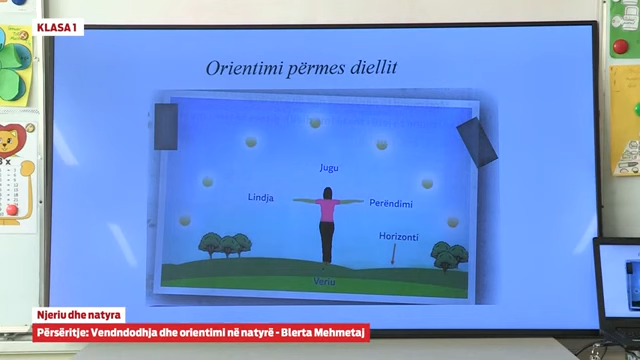 KLASA 1
Orientimi përmes diellit
Jugu
Lindja
Perëndimi
Horizonti
Veriu
Njeriu dhe natyra
Përsëritje: Vendndodhja dhe orientimi në natyrë - Blerta Mehmetaj